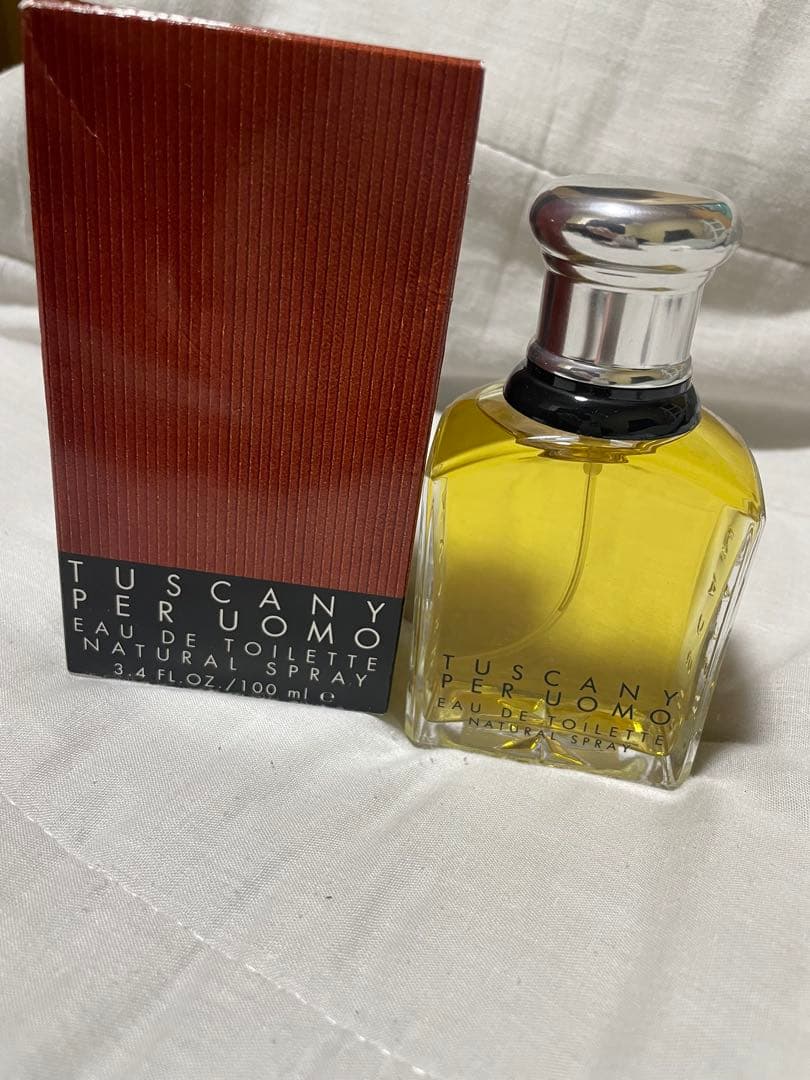 TUSCANY
PER UOMO
EAU DE TOILETTE
NATURAL SPRAY
3.4 FL.OZ./100 ml e
TUSCANY
PER UOMO
EAU DE TOILETTE
NATURAL SPRAY